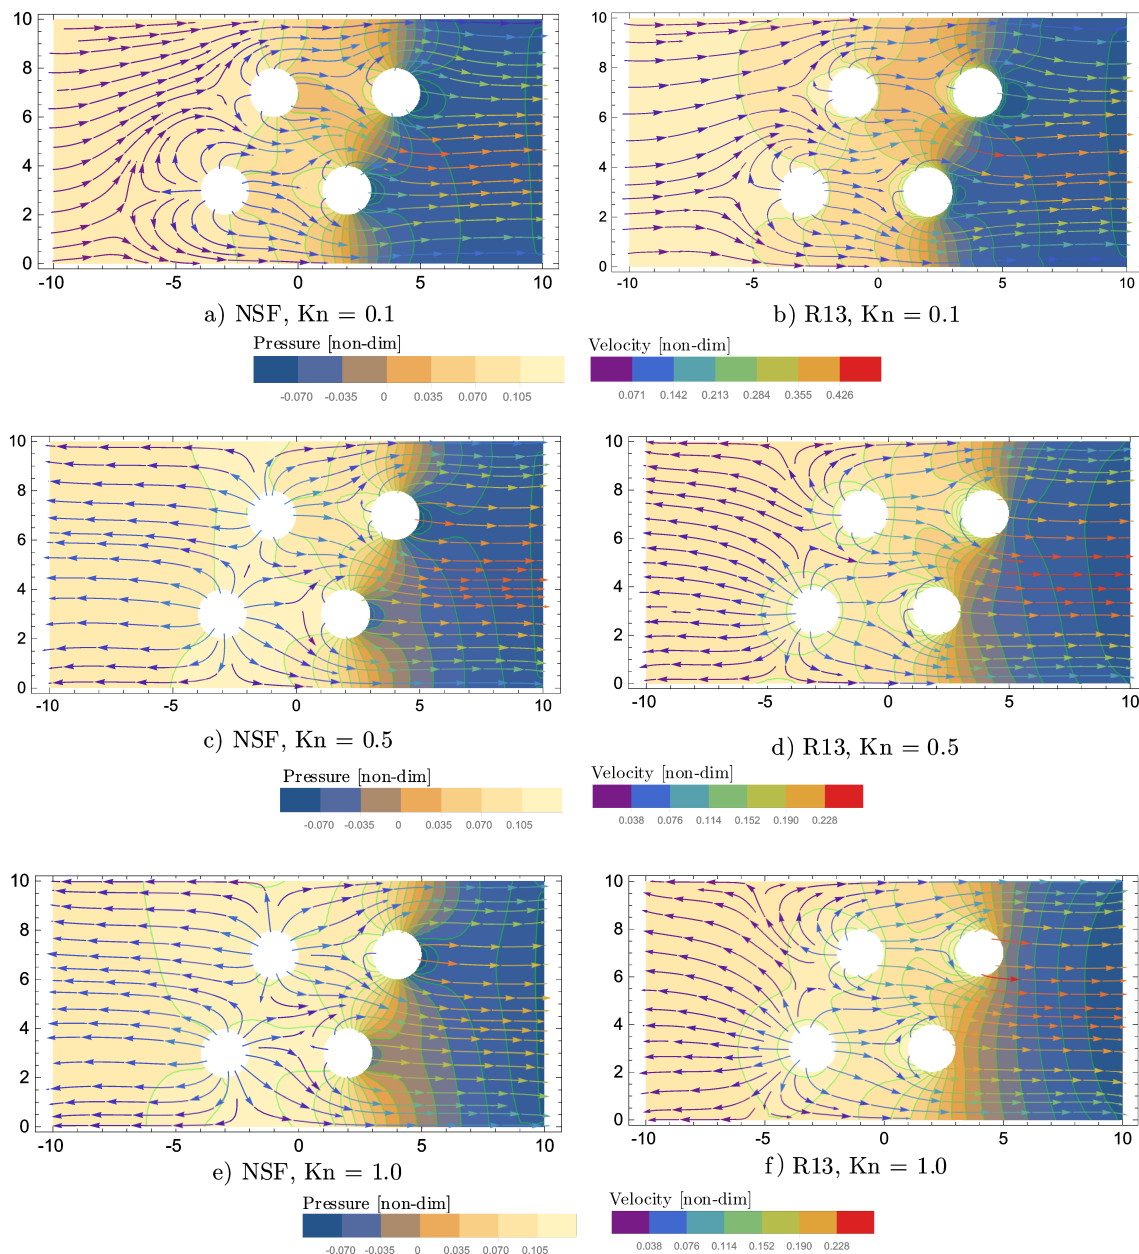 10
8
6
4
2
0
-10 -5 0 5 10
a) NSF, Kn = 0.1
10
8
6
4
2
0
-10 -5 0 5 10
b) R13, Kn = 0.1
Pressure [non-dim]
-0.070 -0.035 0 0.035 0.070 0.105
Velocity [non-dim]
0.071 0.142 0.213 0.284 0.355 0.426
10
8
6
4
2
0
-10 -5 0 5 10
c) NSF, Kn = 0.5
10
8
6
4
2
0
-10 -5 0 5 10
d) R13, Kn = 0.5
Pressure [non-dim]
-0.070 -0.035 0 0.035 0.070 0.105
Velocity [non-dim]
0.038 0.076 0.114 0.152 0.190 0.228
10
8
6
4
2
0
-10 -5 0 5 10
e) NSF, Kn = 1.0
10
8
6
4
2
0
-10 -5 0 5 10
f) R13, Kn = 1.0
Pressure [non-dim]
-0.070 -0.035 0 0.035 0.070 0.105
Velocity [non-dim]
0.038 0.076 0.114 0.152 0.190 0.228